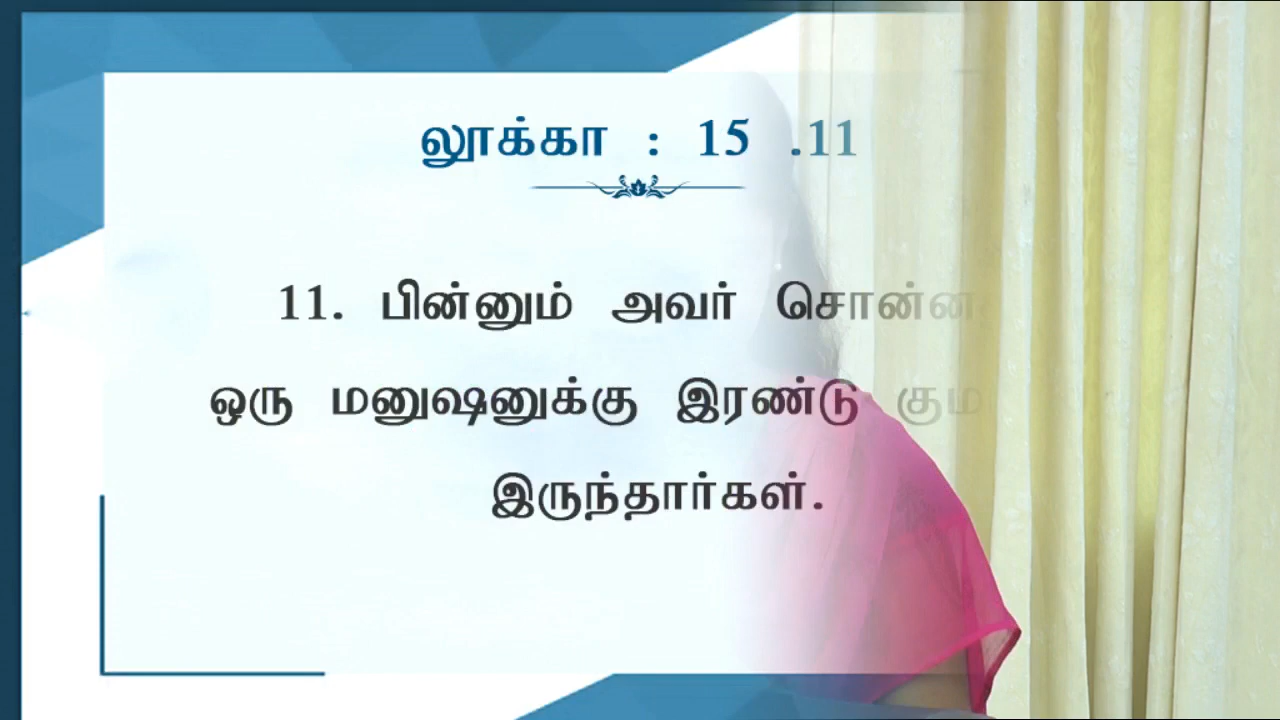 லூக்கா : 15 .11
11. பின்னும் அவர்
ஒரு மனுஷனுக்கு இரண்டு
இருந்தார்கள்.